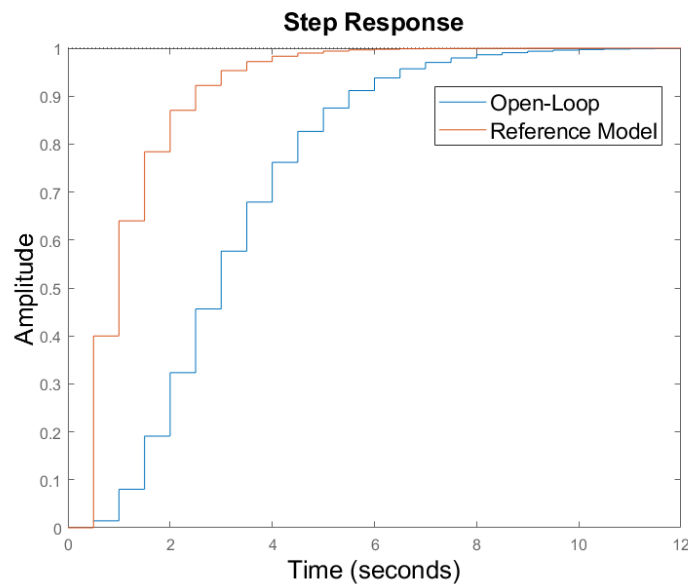 Step Response
1
0.9
0.8
0.7
0.6
0.5
0.4
0.3
0.2
0.1
0
Amplitude
Open-Loop
Reference Model
0 2 4 6 8 10 12
Time (seconds)